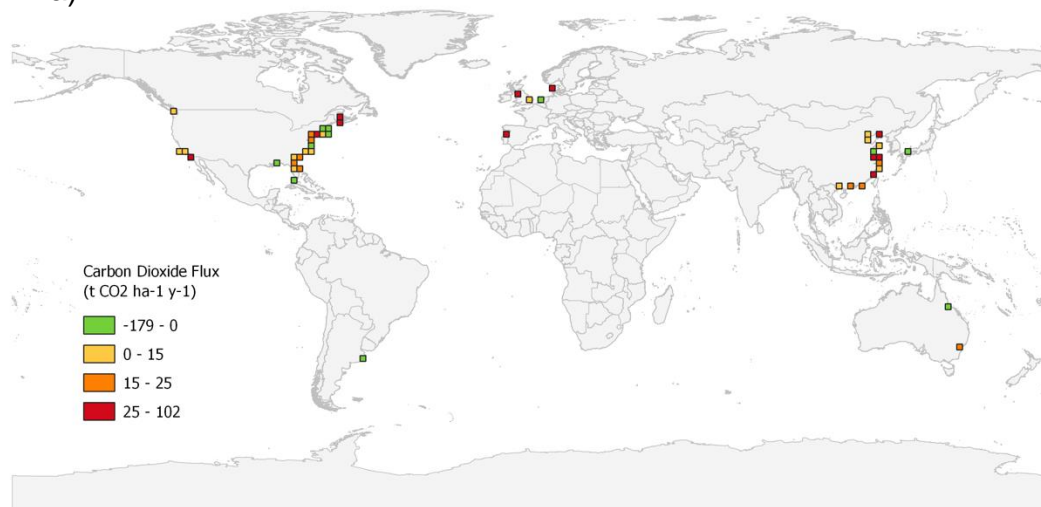 a)
Carbon Dioxide Flux
(t CO2 ha-1 y-1)
-179 - 0
0 - 15
15 - 25
25 - 102